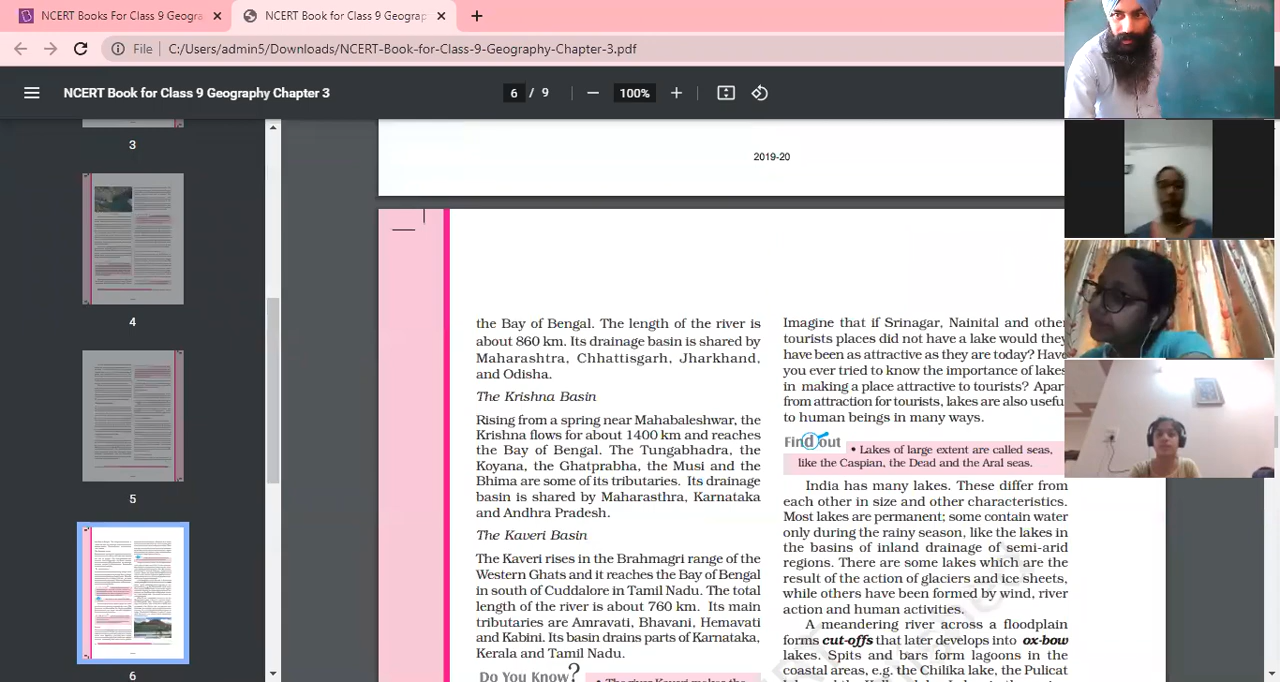 NCERT Books For Class 9 Geogra
NCERT Book for Class 9 Geograp
File
C:/Users/admin5/Downloads/NCERT-Book-for-Class-9-Geography-Chapter-3.pdf
NCERT Book for Class 9 Geography Chapter 3
6 / 9
100%
3
4
5
6
2019-20
the Bay of Bengal. The length of the river is
about 860 km. Its drainage basin is shared by
Maharashtra, Chhattisgarh, Jharkhand,
and Odisha.
The Krishna Basin
Rising from a spring near Mahabaleshwar, the
Krishna flows for about 1400 km and reaches
the Bay of Bengal. The Tungabhadra, the
Koyana, the Ghatprabha, the Musi and the
Bhima are some of its tributaries. Its drainage
basin is shared by Maharasthra, Karnataka
and Andhra Pradesh.
The Kaveri Basin
The Kaveri rises in the Brahmagri range of the
Western Ghats and it reaches the Bay of Bengal
in south of Cuddalore in Tamil Nadu. The total
length of the river is about 760 km. Its main
tributaries are Amravati, Bhavani, Hemavati
and Kabini. its basin drains parts of Karnataka,
Kerala and Tamil Nadu.
Do You Know?
• The river Kaveri makes the
Imagine that if Srinagar, Nainital and other
tourists places did not have a lake would they
have been as attractive as they are today? Have
you ever tried to know the importance of lakes
in making a place attractive to tourists? Apar
from attraction for tourists, lakes are also usefu
to human beings in many ways.
Find out
• Lakes of large extent are called seas,
like the Caspian, the Dead and the Aral seas.
India has many lakes. These differ from
each other in size and other characteristics.
Most lakes are permanent; some contain water
only during the rainy season, like the lakes in
the basins of inland drainage of semi-arid
regions. There are some lakes which are the
result of the action of glaciers and ice sheets,
while others have been formed by wind, river
action and human activities.
A meandering river across a floodplain
forms cut-offs that later develops into ox-bow
lakes. Spits and bars form lagoons in the
coastal areas, e.g. the Chilika lake, the Pulicat